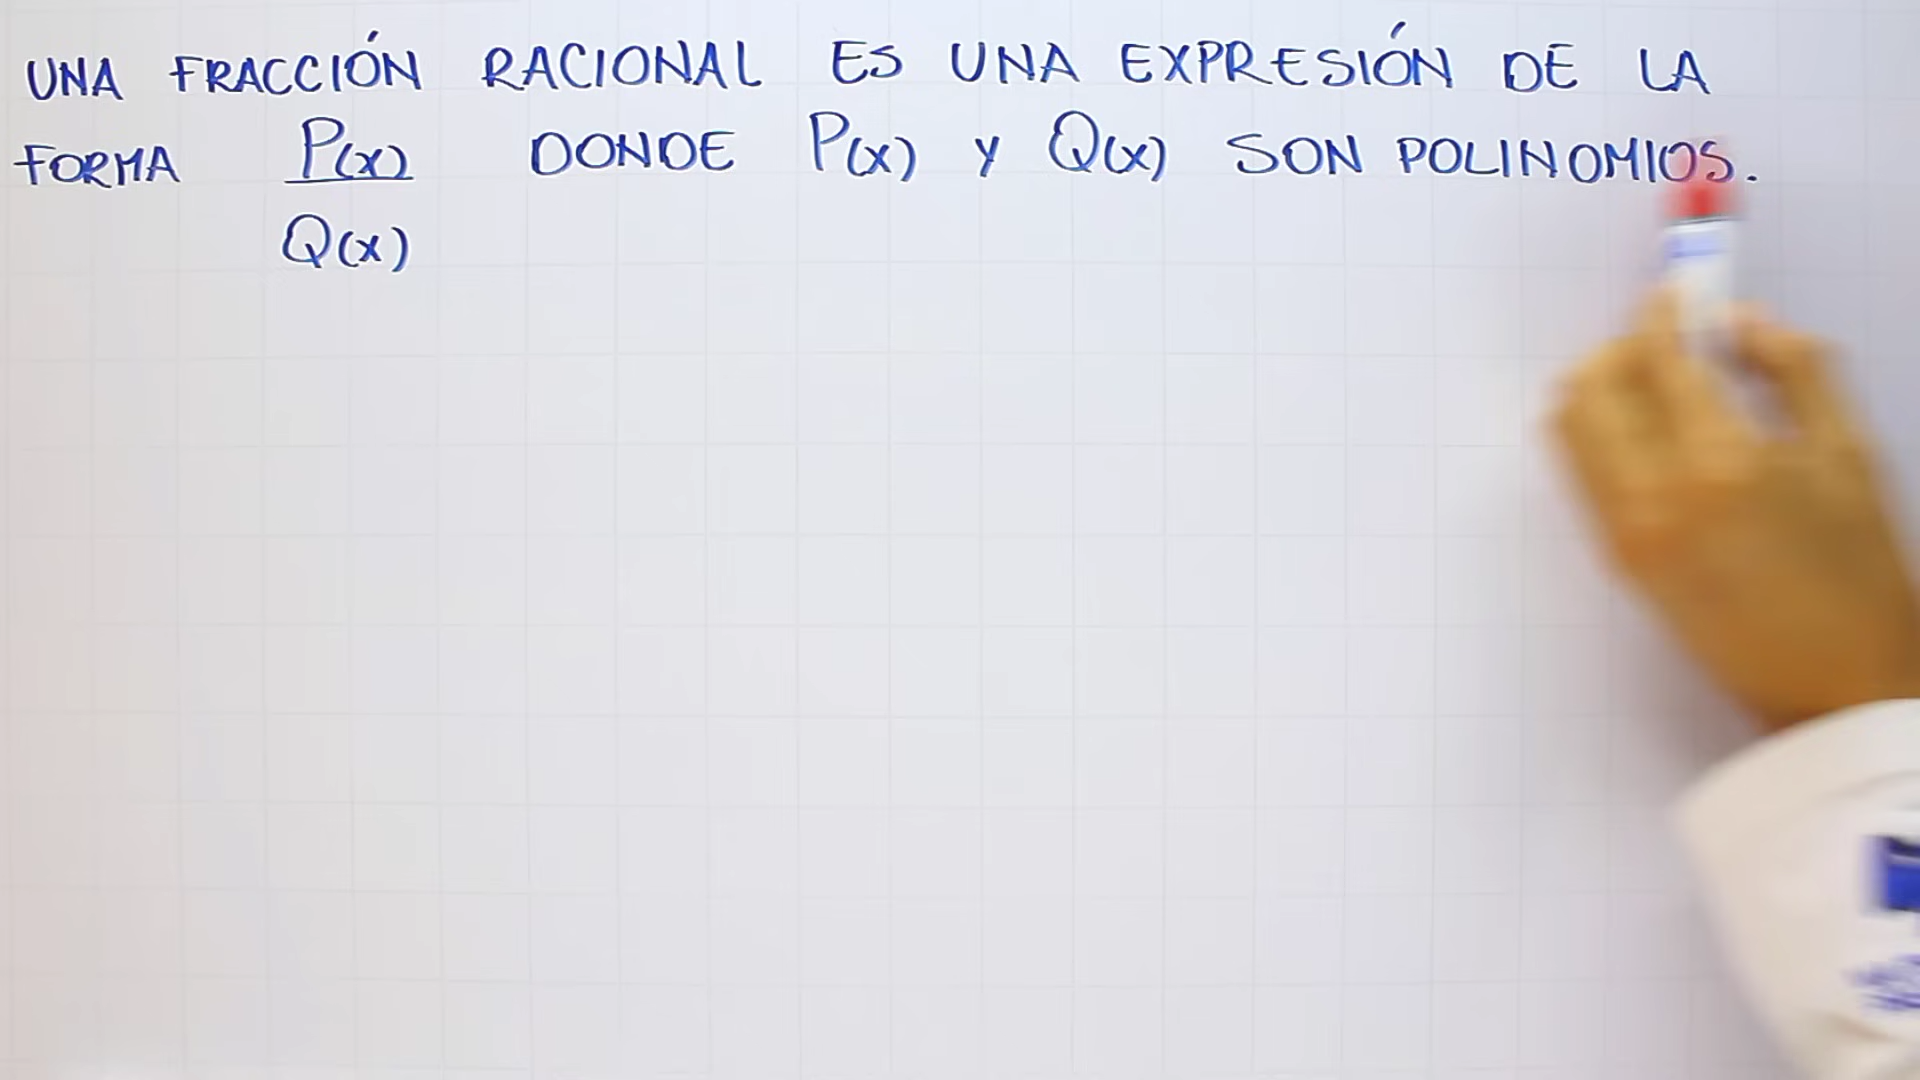 UNA FRACCIÓN RACIONAL ES UNA EXPRESIÓN DE LA
FORMA P(x) DONDE P(x) Y Q(x) SON POLINOMIOS.
Q(x)